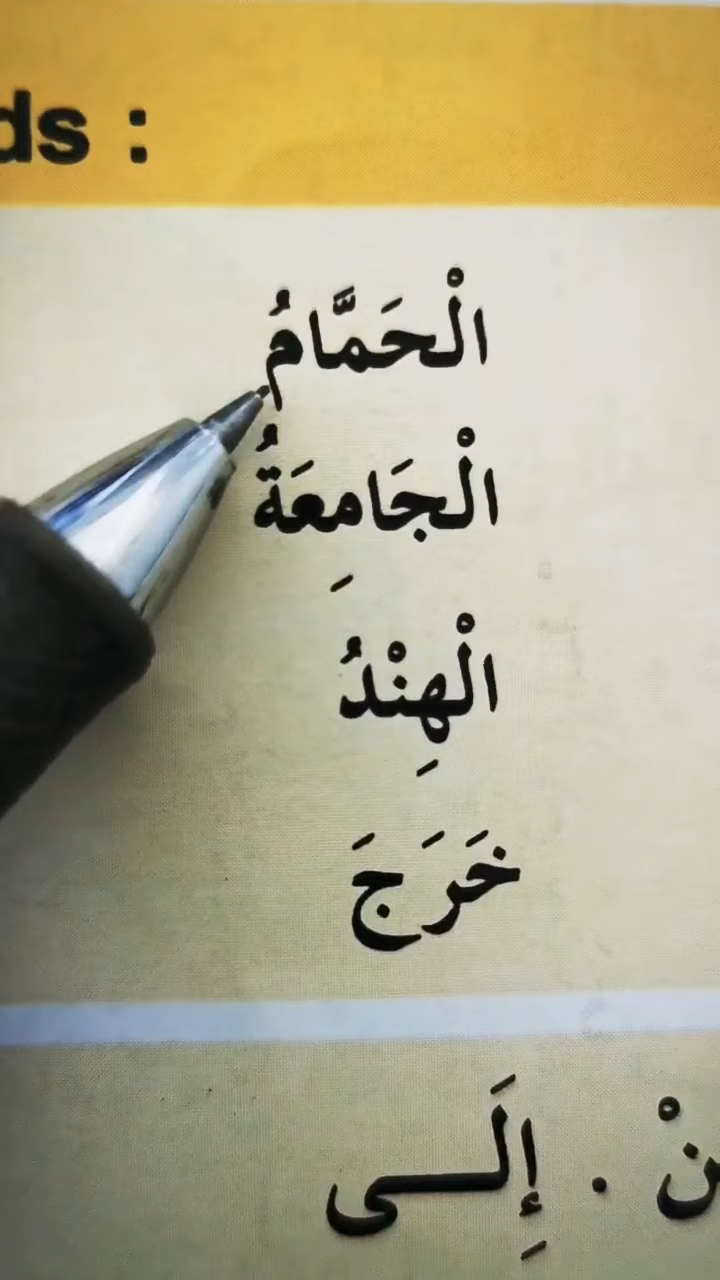 ds :
الْحَمَّامُ
الْجَامِعَةُ
الْهِنْدُ
خَرَجَ
نْ . إِلَى